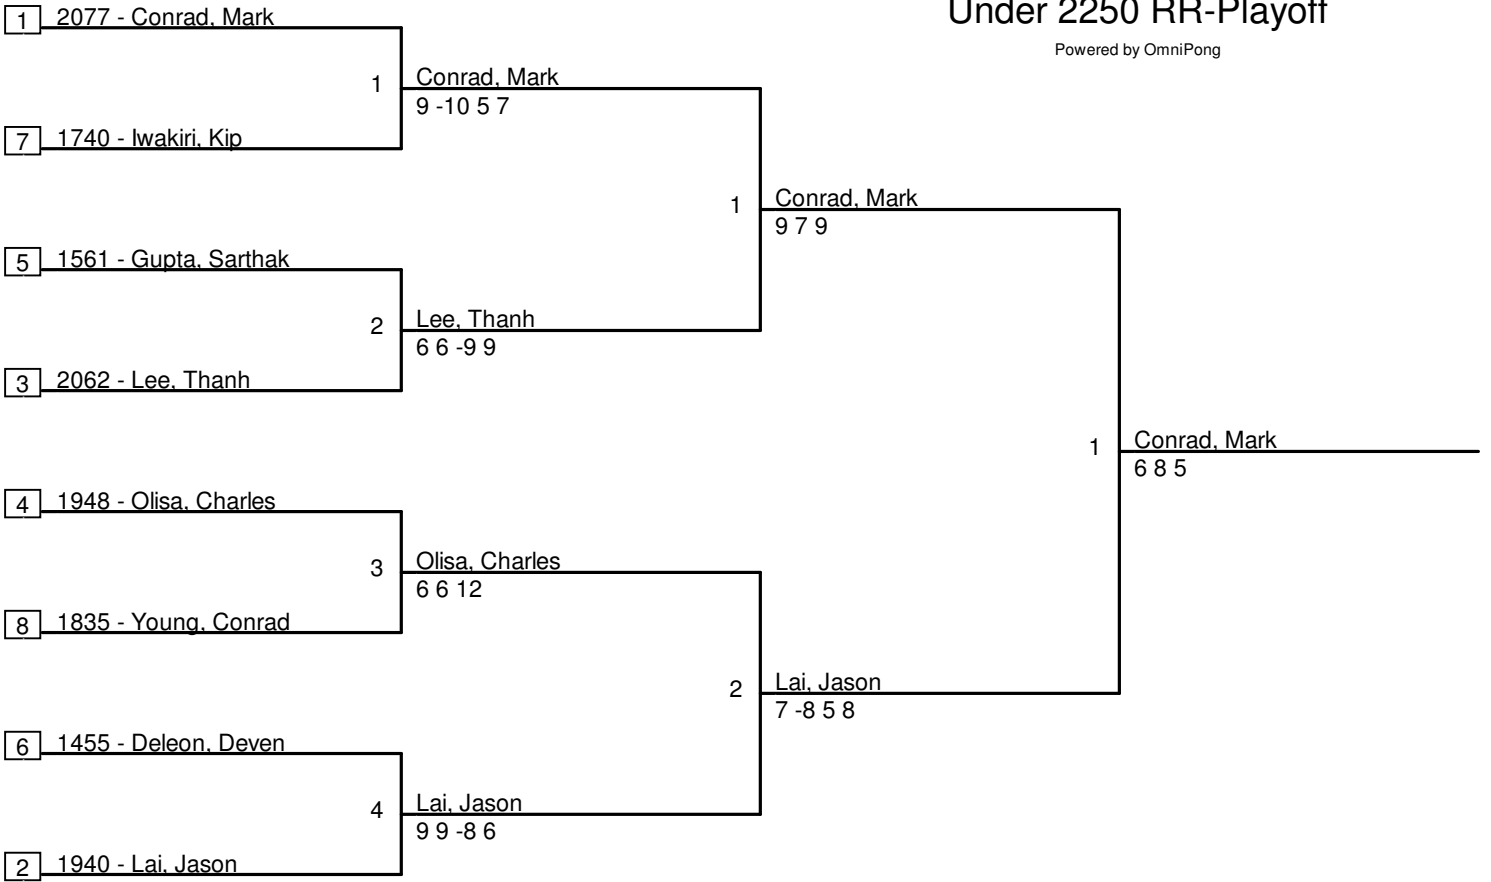 Under 2250 RR-Playoff
Powered by OmniPong
1 2077 - Conrad, Mark
1 Conrad, Mark
9 -10 5 7
7 1740 - Iwakiri, Kip
1 Conrad, Mark
9 7 9
5 1561 - Gupta, Sarthak
2 Lee, Thanh
6 6 -9 9
3 2062 - Lee, Thanh
1 Conrad, Mark
6 8 5
4 1948 - Olisa, Charles
3 Olisa, Charles
6 6 12
8 1835 - Young, Conrad
2 Lai, Jason
7 -8 5 8
6 1455 - Deleon, Deven
4 Lai, Jason
9 9 -8 6
2 1940 - Lai, Jason